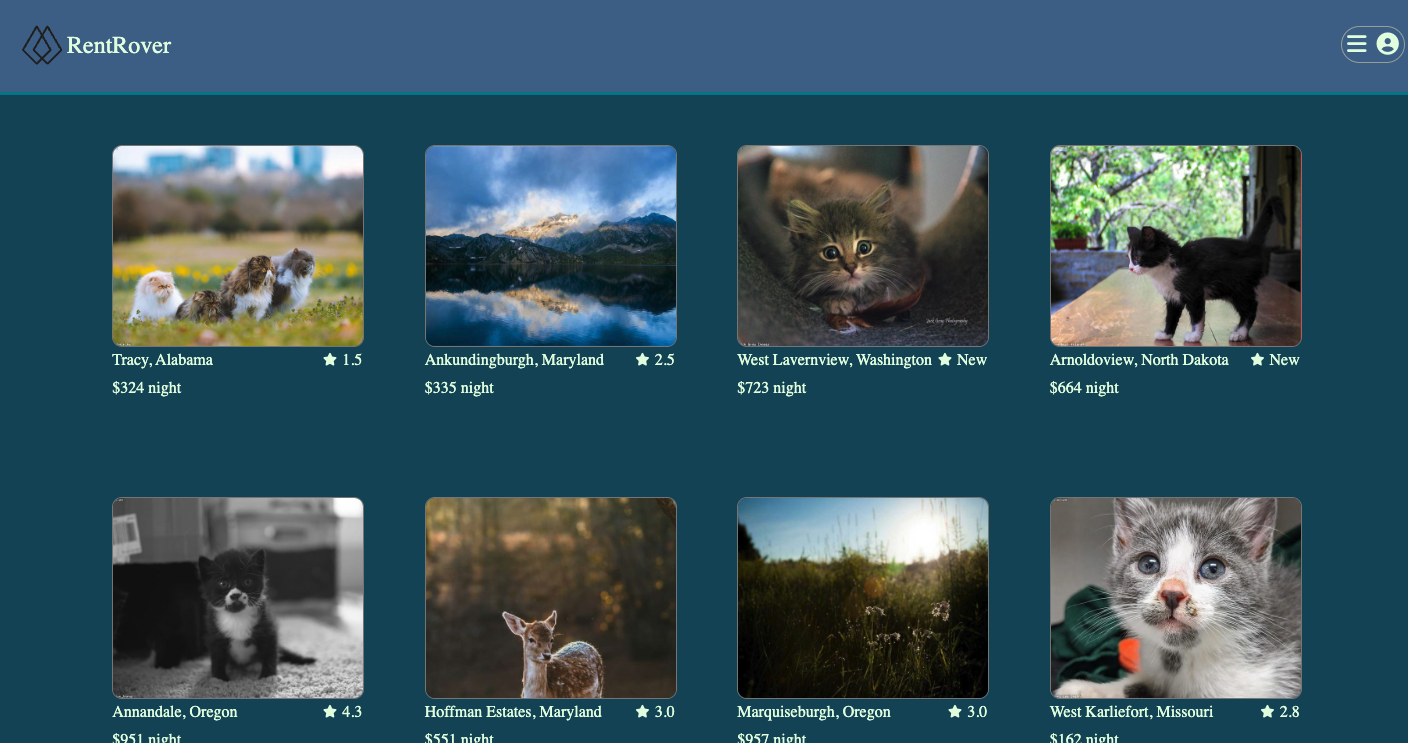 RentRover
Tracy, Alabama 1.5
$324 night
Ankundingburgh, Maryland 2.5
$335 night
West Lavernview, Washington New
$723 night
Arnoldoview, North Dakota New
$664 night
Annandale, Oregon 4.3
$951 night
Hoffman Estates, Maryland 3.0
$551 night
Marquiseburgh, Oregon 3.0
$957 night
West Karliefort, Missouri 2.8
$162 night